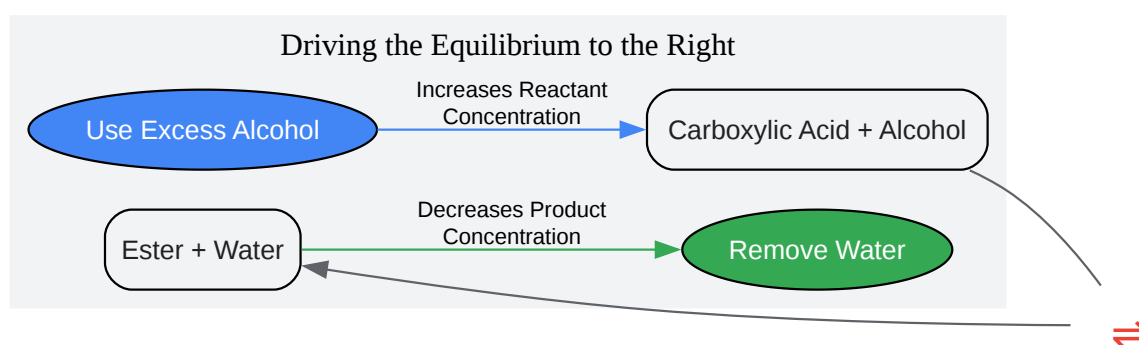 Driving the Equilibrium to the Right
Increases Reactant
Concentration
Use Excess Alcohol
Carboxylic Acid + Alcohol
Decreases Product
Concentration
Ester + Water
Remove Water
⇌